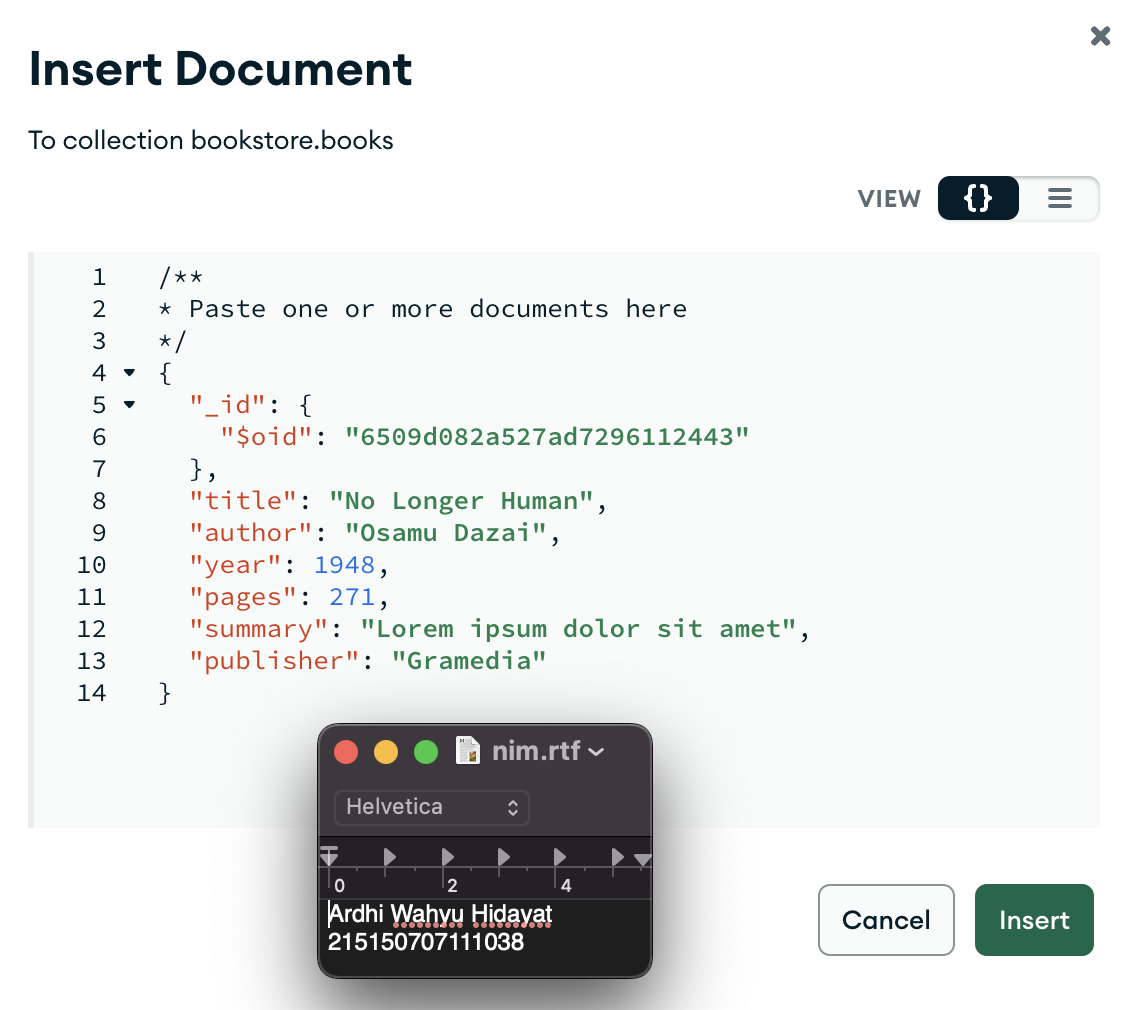 Insert Document
To collection bookstore.books
VIEW {}
1 /**
2 * Paste one or more documents here
3 */
4 {
5 "_id": {
6 "$oid": "6509d082a527ad7296112443"
7 },
8 "title": "No Longer Human",
9 "author": "Osamu Dazai",
10 "year": 1948,
11 "pages": 271,
12 "summary": "Lorem ipsum dolor sit amet",
13 "publisher": "Gramedia"
14 }
nim.rtf
Helvetica
0 2 4
Ardhi Wahyu Hidayat
215150707111038
Cancel Insert